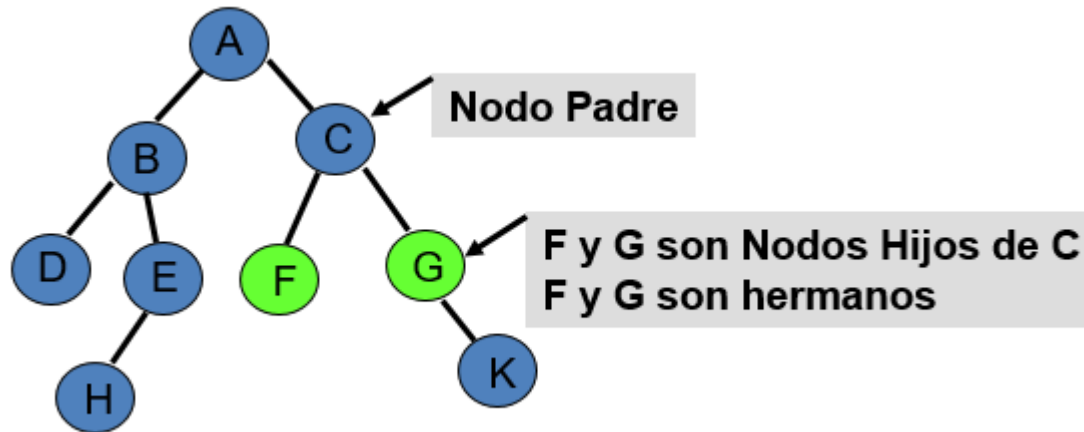 A
Nodo Padre
C
B
F y G son Nodos Hijos de C
F y G son hermanos
D
E
F
G
H
K